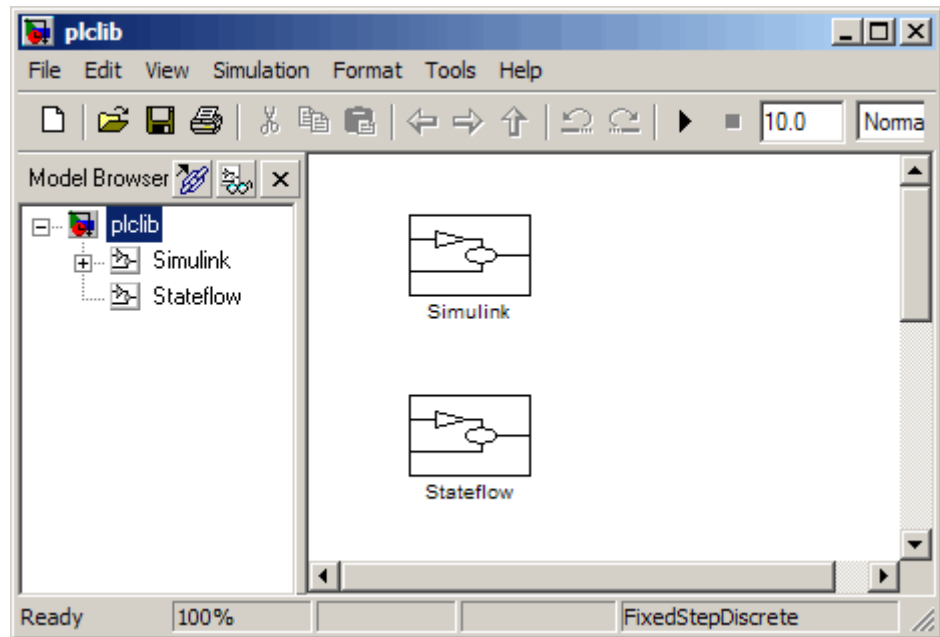 plclib
File Edit View Simulation Format Tools Help
10.0 Norma
Model Browser
plclib
Simulink
Stateflow
Simulink
Stateflow
Ready 100% FixedStepDiscrete